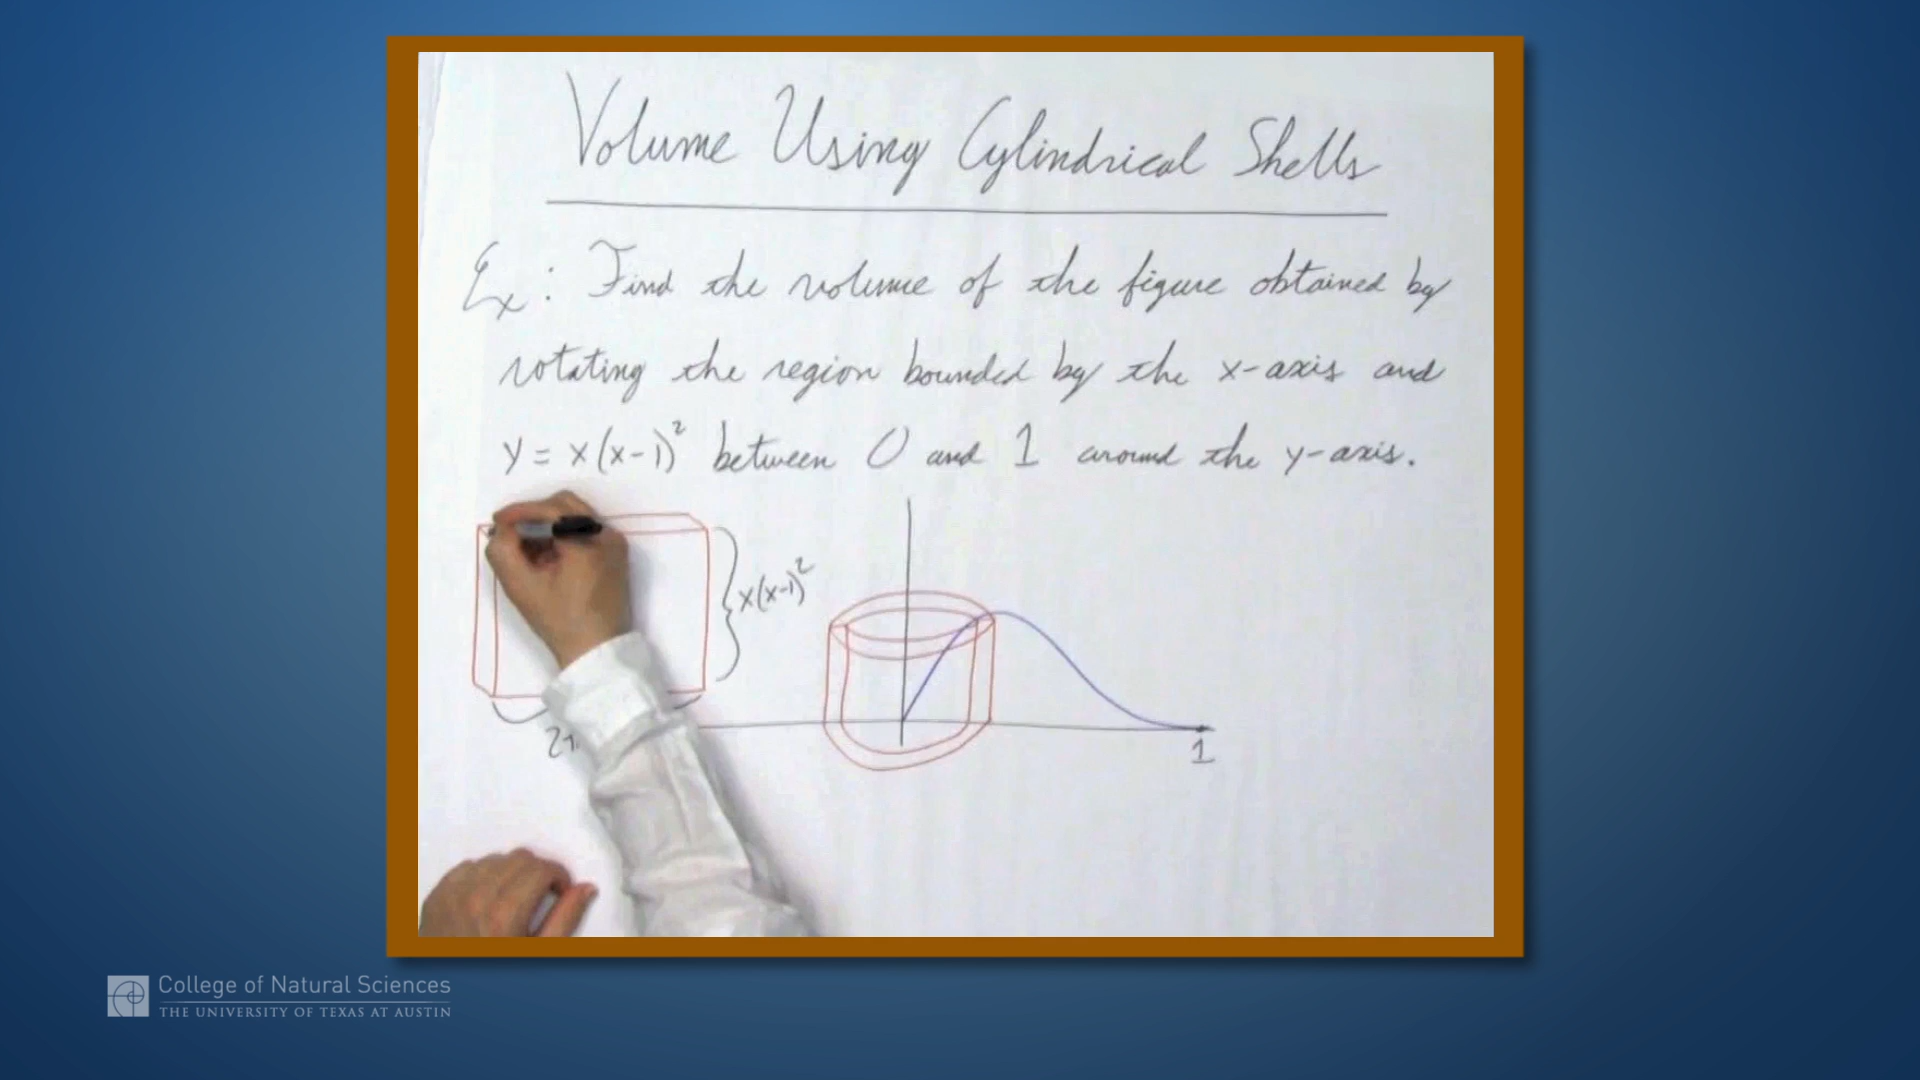 Volume Using Cylindrical Shells
Ex: Find the volume of the figure obtained by
rotating the region bounded by the x-axis and
y = x(x-1)² between 0 and 1 around the y-axis.
x(x-1)²
1
College of Natural Sciences
THE UNIVERSITY OF TEXAS AT AUSTIN